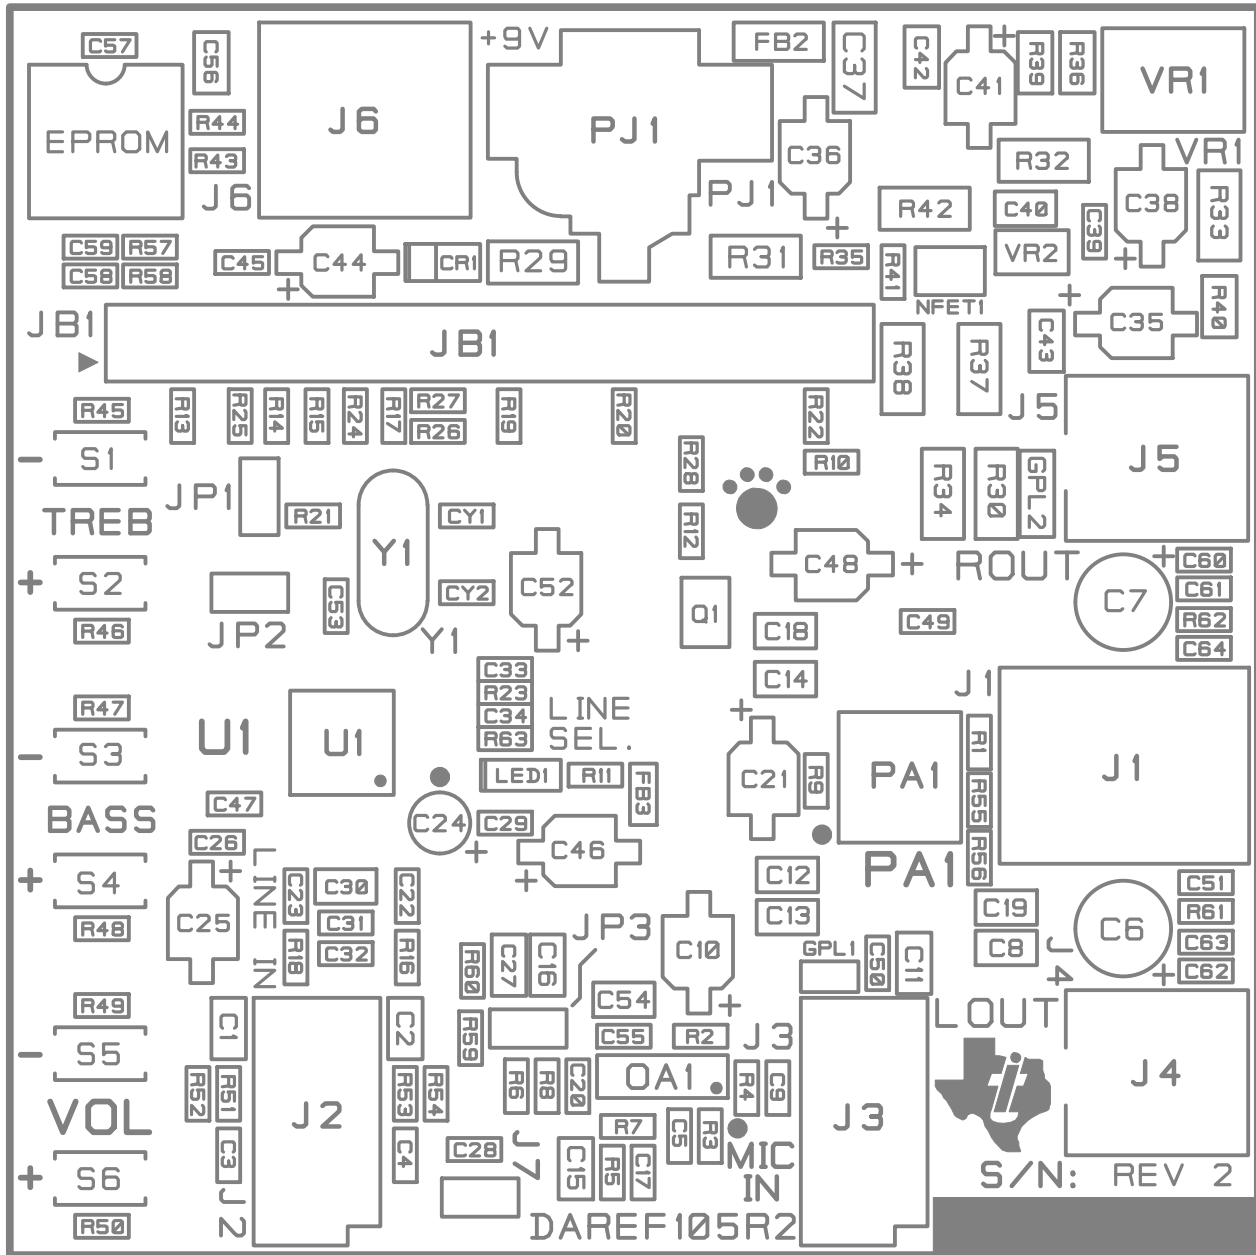 C57
C56
+9V
FB2
C37
C42
C41
+
R39
R36
VR1
EPROM
R44
R43
J6
J6
PJ1
PJ1
C36
+
R32
VR1
C38
+
R33
R42
C40
C39
VR2
C59
R57
C58
R58
C45
C44
+
CR1
R29
R31
R35
R41
NFET1
C35
+
R40
C43
JB1
JB1
R38
R37
J5
J5
R45
R13
R25
R14
R15
R24
R17
R27
R26
R19
R20
R22
R28
R10
R34
R30
GPL2
- S1
TREB
+ S2
R46
JP1
R21
Y1
Y1
CY1
CY2
C52
+
C53
JP2
R12
C48
+
ROUT
Q1
C18
C14
C49
C7
+
C60
C61
R62
C64
J1
J1
R47
- S3
BASS
+ S4
R48
U1
U1
C33
R23
C34
R63
LINE
SEL.
LED1
R11
FB3
C21
+
R9
PA1
PA1
R1
R55
R56
C47
C26
C24
+
C29
C46
+
C25
+
LINE IN
C23
C30
C31
C32
C22
R18
R16
C12
C13
C19
C8
C6
+
C51
R61
C63
C62
J4
R60
C27
C16
JP3
C10
+
GPL1
C50
C11
C54
C55
R2
J3
R49
- S5
VOL
+ S6
R50
C1
C2
R59
R52
R51
C3
J2
J2
R53
R54
C4
R6
R8
C20
OA1
R4
C9
J3
LOUT
J4
R7
C5
R3
C28
J7
C15
R5
C17
MIC
IN
DAREF105R2
S/N:
REV 2